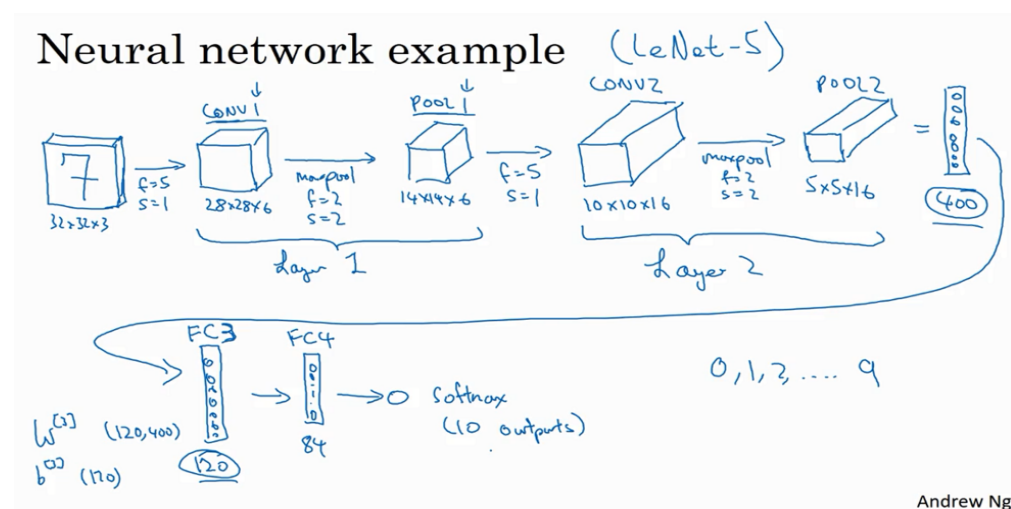 Neural network example (LeNet-5)
CONV1
POOL1
CONV2
POOL2
7
32×32×3
f=5
s=1
28×28×6
maxpool
f=2
s=2
14×14×6
f=5
s=1
10×10×16
maxpool
f=2
s=2
5×5×16
=
400
Layer 1
Layer 2
FC3
FC4
0,1,2,.... 9
softmax
(10 outputs)
(120,400)
(120)
120
84
Andrew Ng